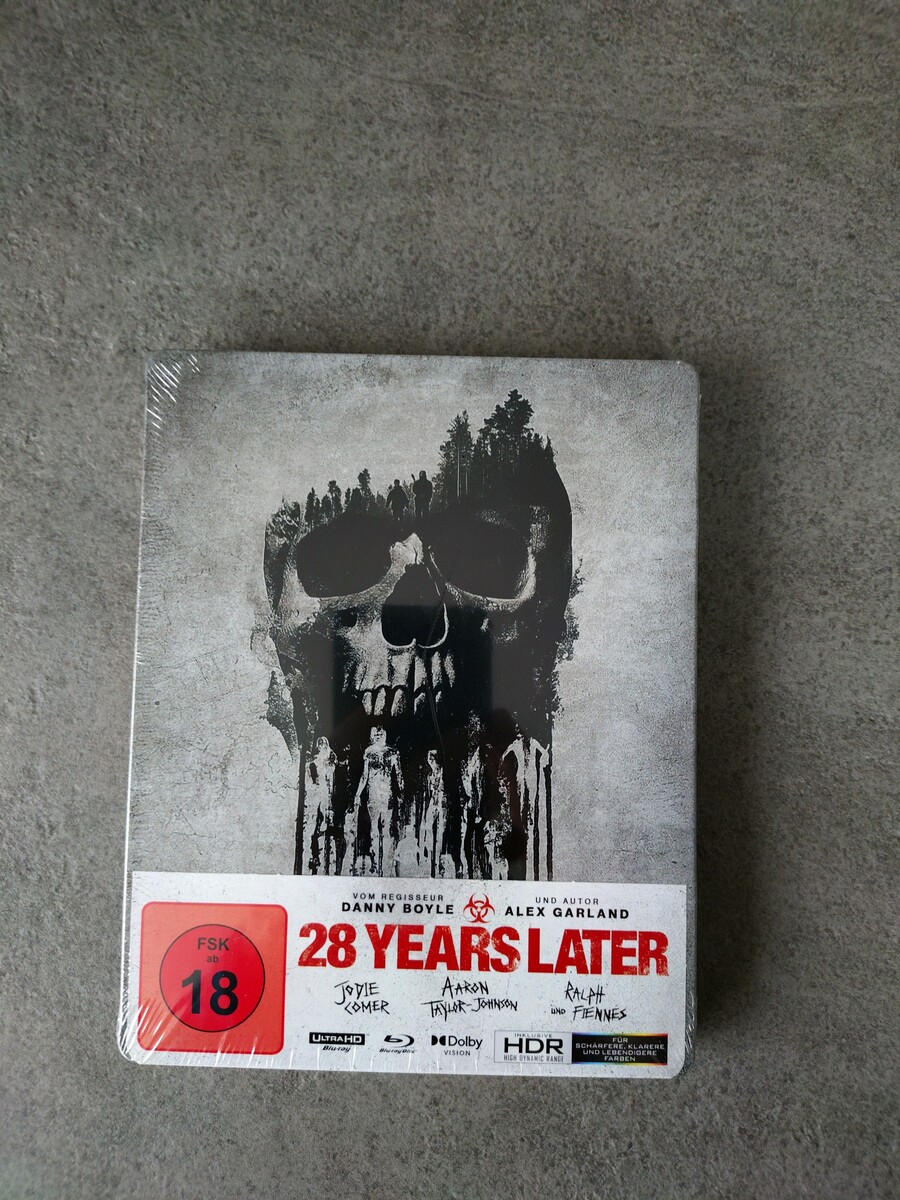 VOM REGISSEUR
DANNY BOYLE
UND AUTOR
ALEX GARLAND
28 YEARS LATER
FSK
ab
18
JODIE
COMER
AARON
TAYLOR-JOHNSON
RALPH
UND FIENNES
ULTRA HD
Blu-ray
Blu-ray Disc
Dolby
VISION
INKLUSIVE
HDR
HIGH DYNAMIC RANGE
FÜR
SCHÄRFERE, KLARERE
UND LEBENDIGERE
FARBEN